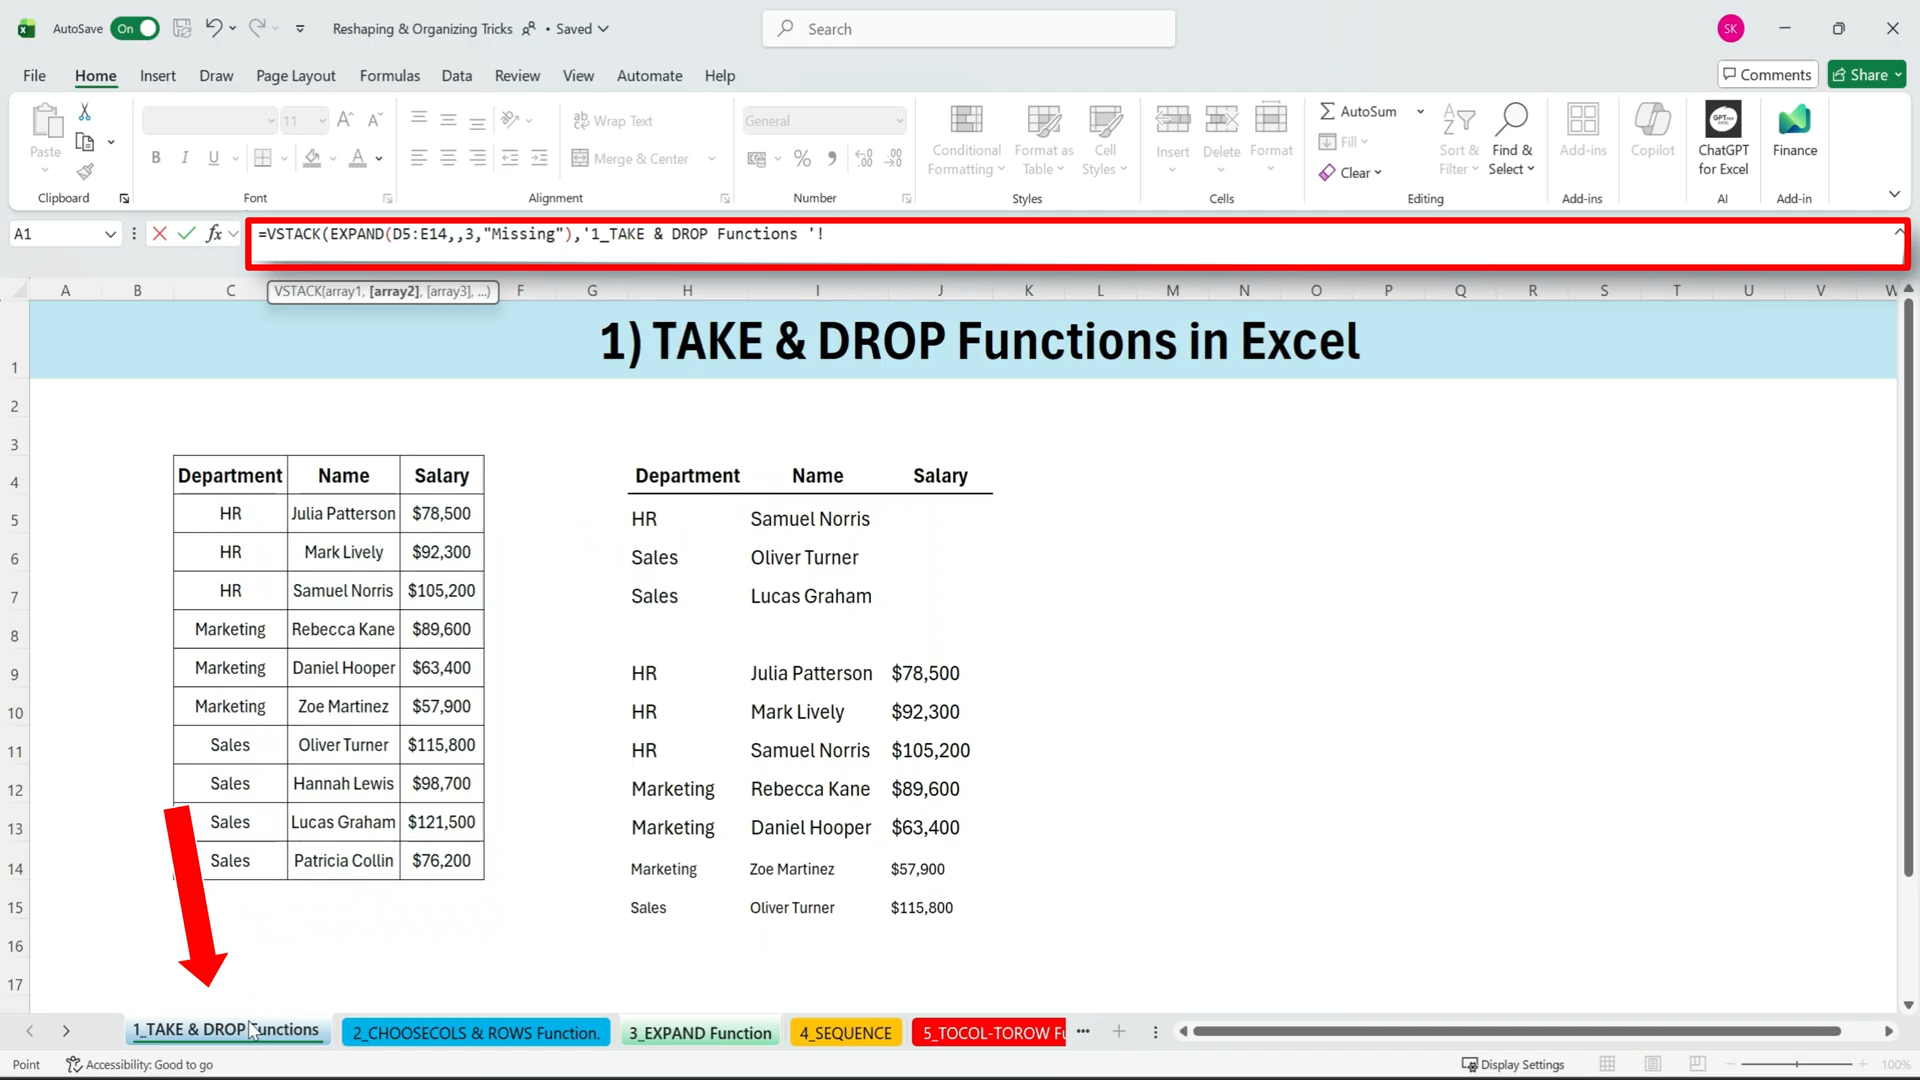 AutoSave On Reshaping & Organizing Tricks • Saved Search SK
File Home Insert Draw Page Layout Formulas Data Review View Automate Help Comments Share
Paste
Clipboard
11
B I U A
Font
Wrap Text
Merge & Center
Alignment
General
Number
Conditional Formatting
Format as Table
Cell Styles
Styles
Insert Delete Format
Cells
AutoSum
Fill
Clear
Sort & Filter
Find & Select
Editing
Add-ins
Add-ins
Copilot
ChatGPT for Excel
AI
Finance
Add-in
A1 fx =VSTACK(EXPAND(D5:E14,,3,"Missing"),'1_TAKE & DROP Functions '!
VSTACK(array1, [array2], [array3], ...)
A B C F G H I J K L M N O P Q R S T U V W
1 1) TAKE & DROP Functions in Excel
2
3
4 Department Name Salary Department Name Salary
5 HR Julia Patterson $78,500 HR Samuel Norris
6 HR Mark Lively $92,300 Sales Oliver Turner
7 HR Samuel Norris $105,200 Sales Lucas Graham
8 Marketing Rebecca Kane $89,600
9 Marketing Daniel Hooper $63,400 HR Julia Patterson $78,500
10 Marketing Zoe Martinez $57,900 HR Mark Lively $92,300
11 Sales Oliver Turner $115,800 HR Samuel Norris $105,200
12 Sales Hannah Lewis $98,700 Marketing Rebecca Kane $89,600
13 Sales Lucas Graham $121,500 Marketing Daniel Hooper $63,400
14 Sales Patricia Collin $76,200 Marketing Zoe Martinez $57,900
15 Sales Oliver Turner $115,800
16
17
1_TAKE & DROP Functions 2_CHOOSECOLS & ROWS Function. 3_EXPAND Function 4_SEQUENCE 5_TOCOL-TOROW Fu
Point Accessibility: Good to go Display Settings 100%